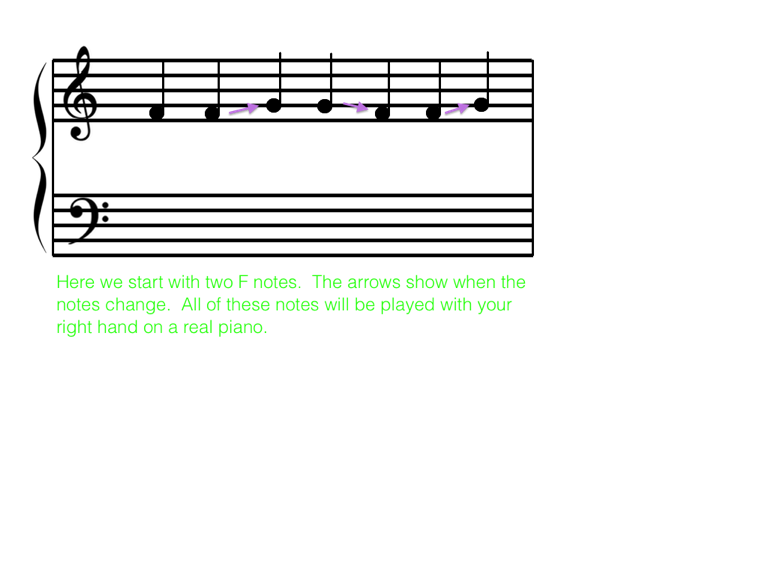 Here we start with two F notes.  The arrows show when the
notes change.  All of these notes will be played with your
right hand on a real piano.